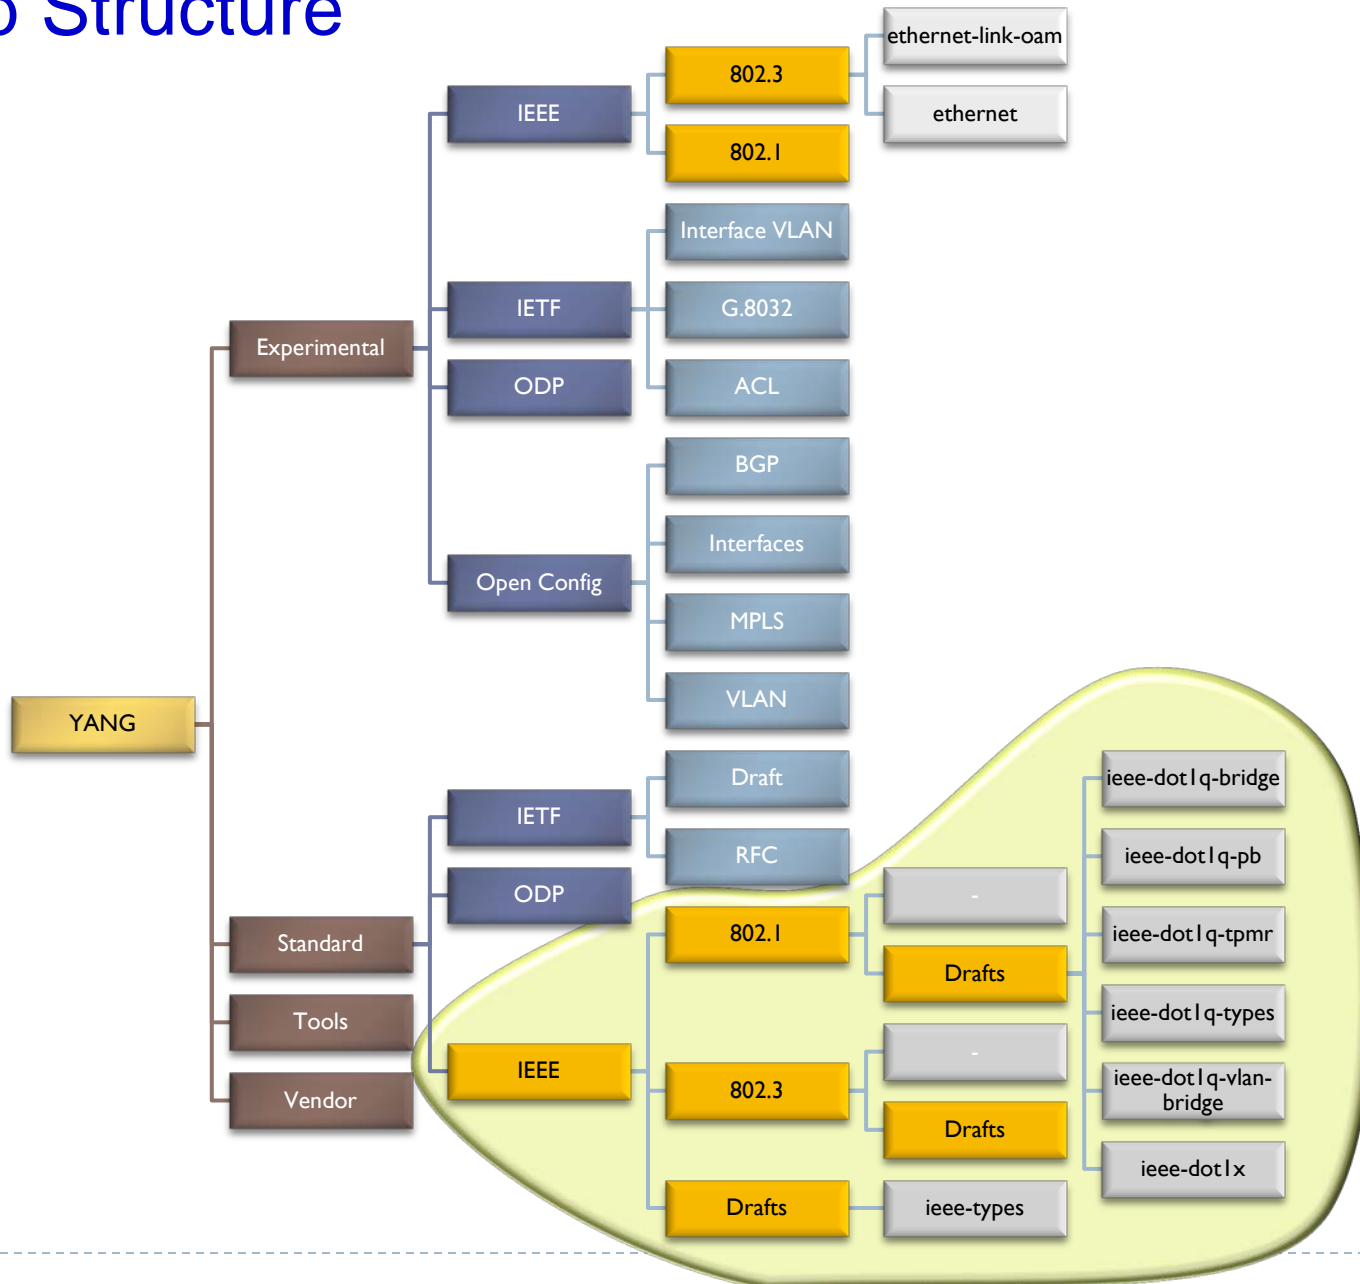 o Structure
ethernet-link-oam
802.3
IEEE
ethernet
802.1
Interface VLAN
IETF
G.8032
Experimental
ODP
ACL
BGP
Interfaces
Open Config
MPLS
VLAN
YANG
Draft
ieee-dot1q-bridge
IETF
RFC
ieee-dot1q-pb
ODP
-
802.1
ieee-dot1q-tpmr
Standard
Drafts
Tools
ieee-dot1q-types
-
IEEE
802.3
ieee-dot1q-vlan-
bridge
Vendor
Drafts
ieee-dot1x
Drafts
ieee-types